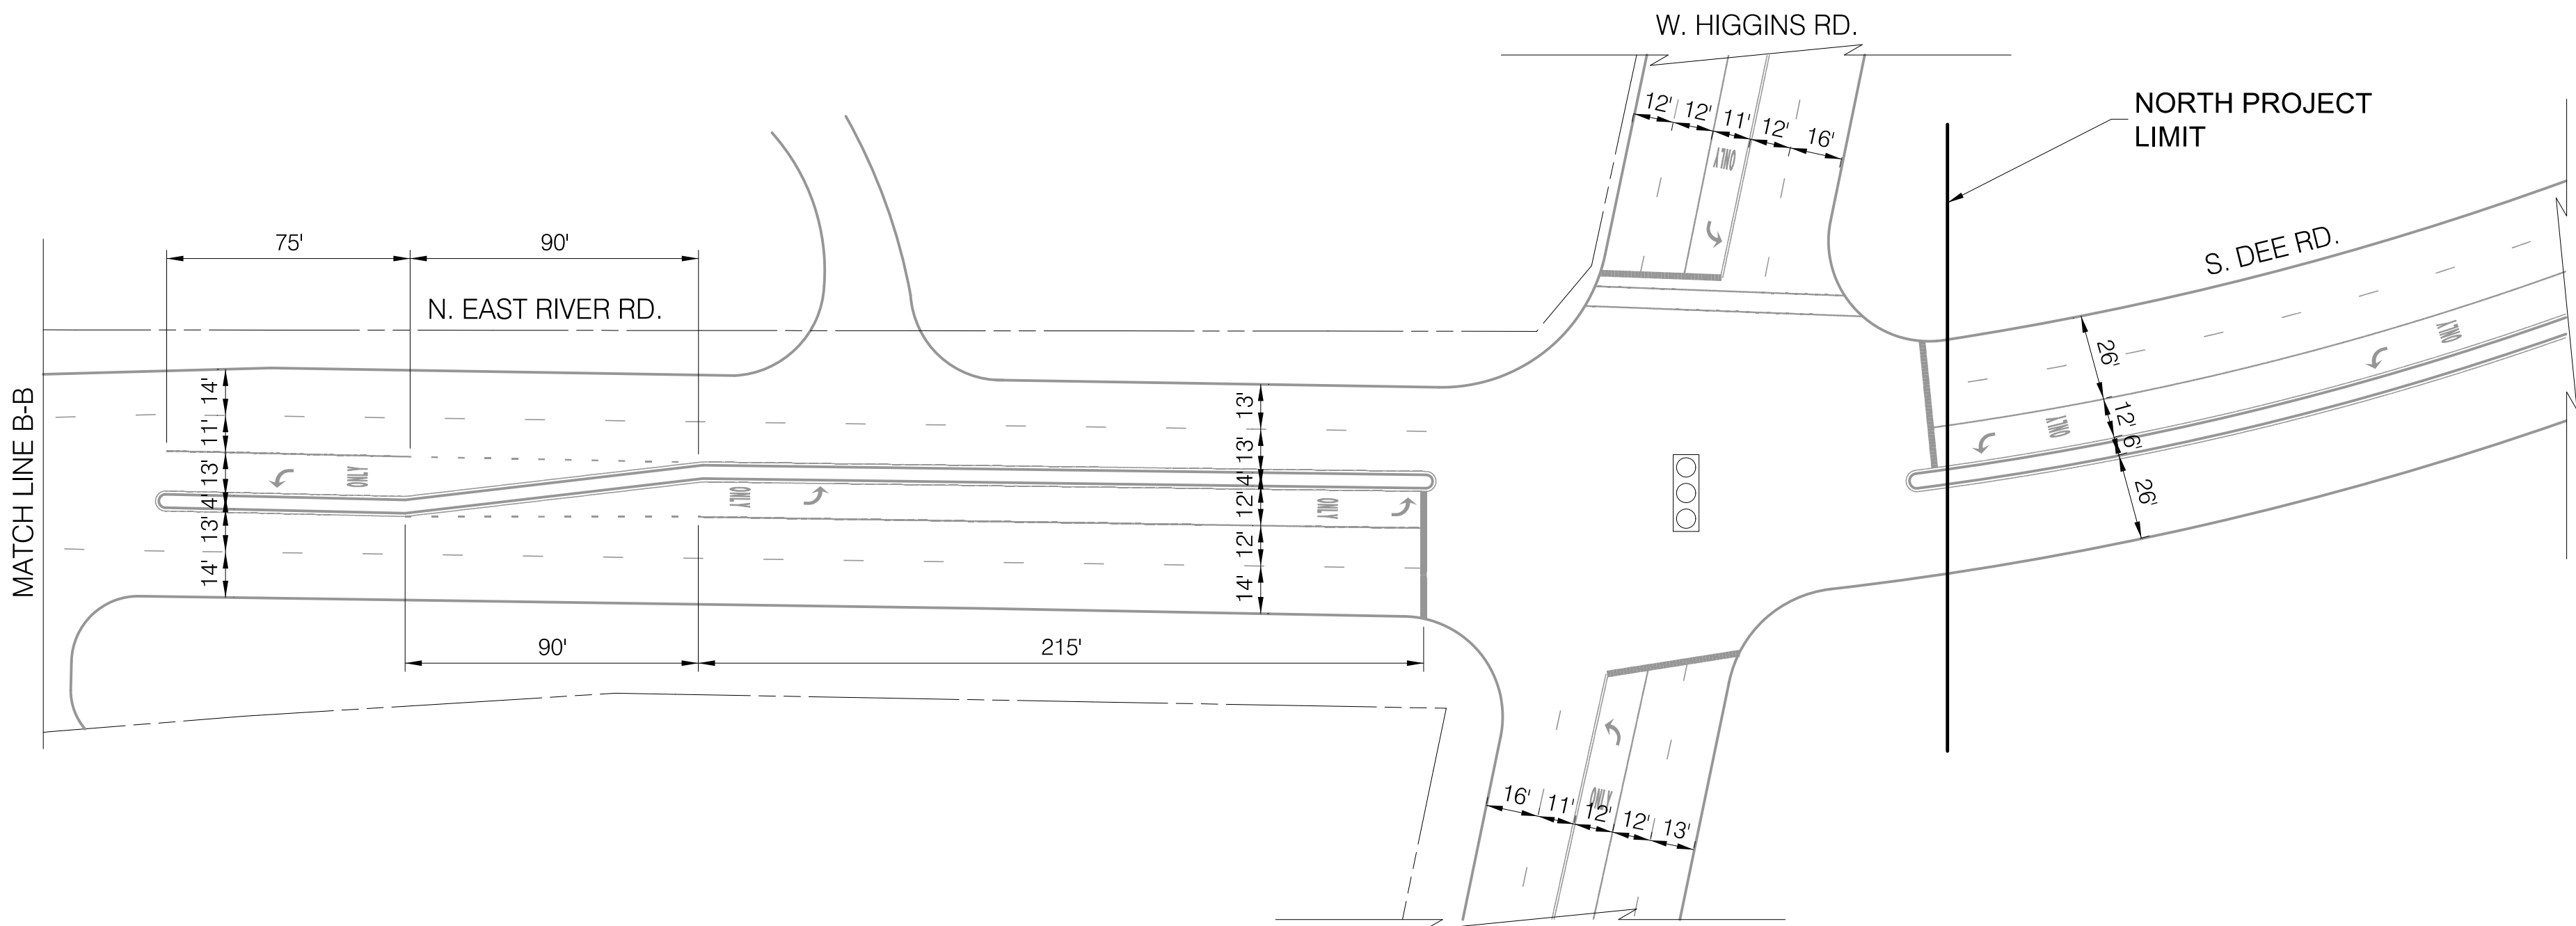 W. HIGGINS RD.
NORTH PROJECT
LIMIT
12' 12' 11' 12' 16'
ONLY
S. DEE RD.
75' 90'
N. EAST RIVER RD.
MATCH LINE B-B
14'
11'
13'
4'
13'
14'
ONLY
ONLY
ONLY
13'
13'
4'
12'
12'
14'
26'
12'
6'
26'
ONLY
ONLY
90' 215'
16' 11' 12' 12' 13'
ONLY